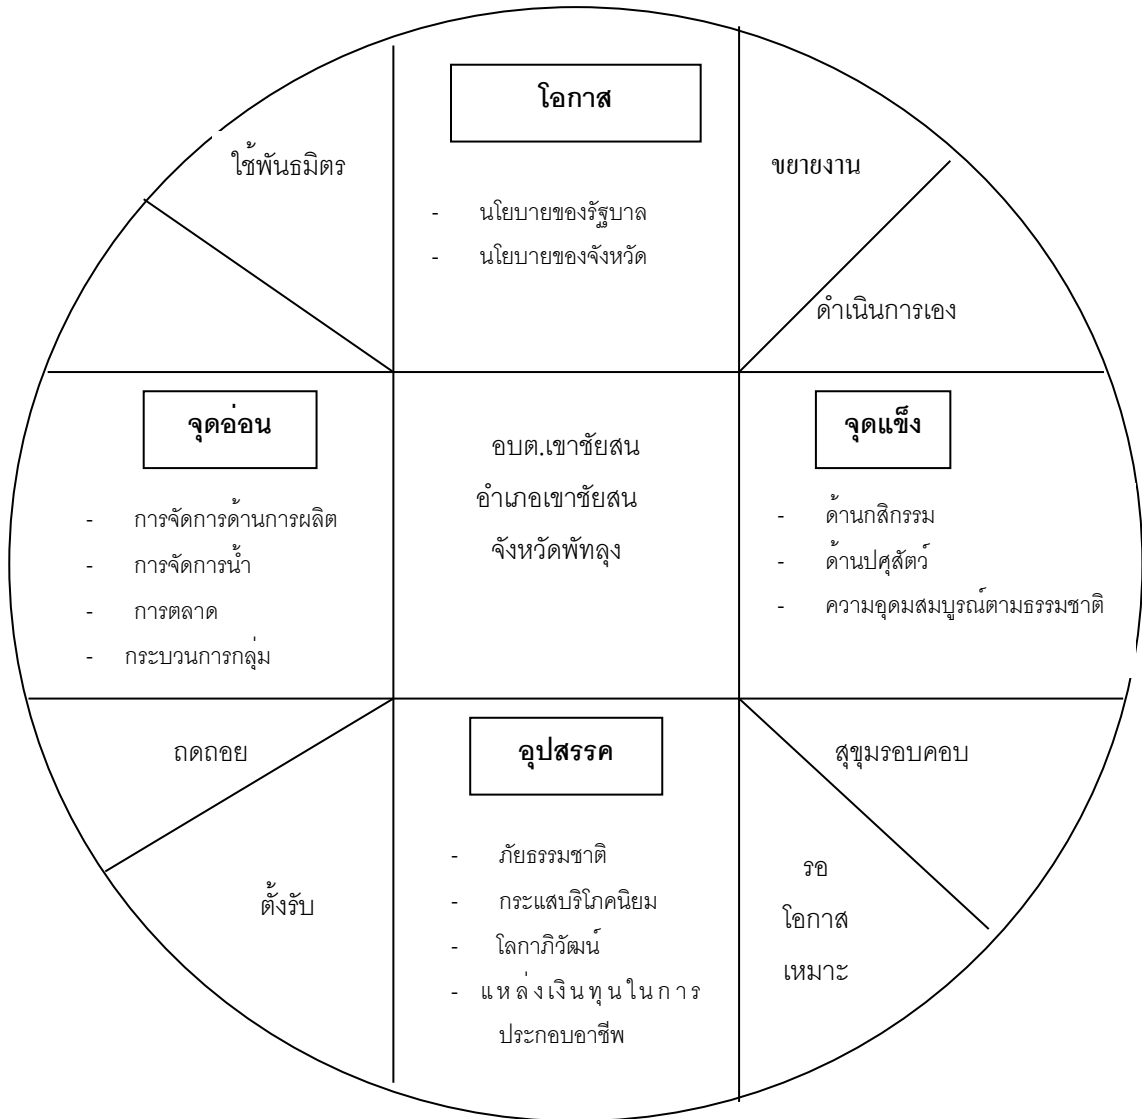 โอกาส
ใช้พันธมิตร
ขยายงาน
- นโยบายของรัฐบาล
- นโยบายของจังหวัด
ดำเนินการเอง
จุดอ่อน
- การจัดการด้านการผลิต
- การจัดการน้ำ
- การตลาด
- กระบวนการกลุ่ม
อบต.เขาชัยสน
อำเภอเขาชัยสน
จังหวัดพัทลุง
จุดแข็ง
- ด้านกสิกรรม
- ด้านปศุสัตว์
- ความอุดมสมบูรณ์ตามธรรมชาติ
ถดถอย
ตั้งรับ
อุปสรรค
- ภัยธรรมชาติ
- กระแสบริโภคนิยม
- โลกาภิวัฒน์
- แหล่งเงินทุนในการ
ประกอบอาชีพ
สุขุมรอบคอบ
รอ
โอกาส
เหมาะ